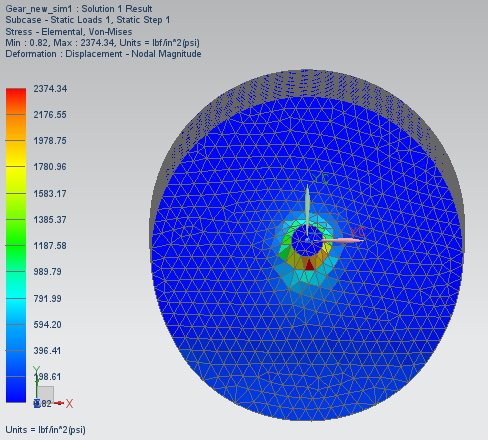 Gear_new_sim1 : Solution 1 Result
Subcase - Static Loads 1, Static Step 1
Stress - Elemental, Von-Mises
Min : 0.82, Max : 2374.34, Units = lbf/in^2(psi)
Deformation : Displacement - Nodal Magnitude
2374.34
2176.55
1978.75
1780.96
1583.17
1385.37
1187.58
989.79
791.99
594.20
396.41
198.61
0.82
Y
X
Units = lbf/in^2(psi)